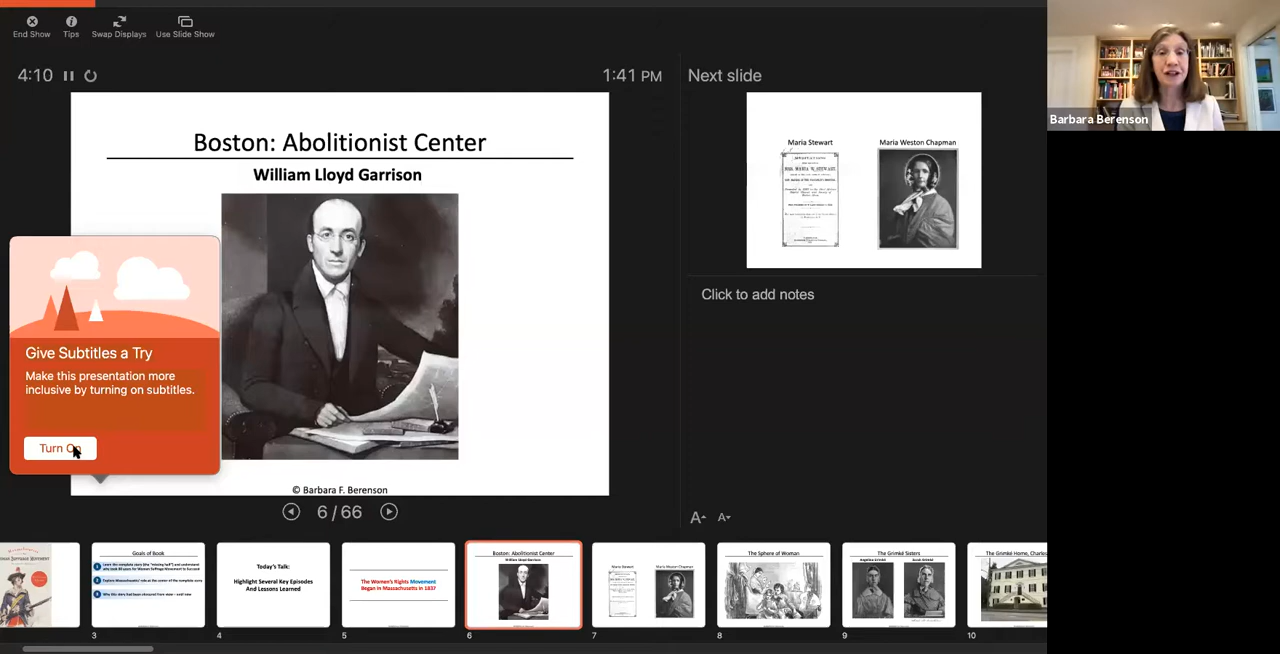 End Show
Tips
Swap Displays
Use Slide Show
4:10
1:41 PM
Next slide
Barbara Berenson
Boston: Abolitionist Center
William Lloyd Garrison
© Barbara F. Berenson
Maria Stewart
Maria Weston Chapman
Click to add notes
Give Subtitles a Try
Make this presentation more
inclusive by turning on subtitles.
Turn On
6 / 66
A
A
Goals of Book
Today's Talk:
Highlight Several Key Episodes
And Lessons Learned
The Women's Rights Movement
Began in Massachusetts in 1837
Boston: Abolitionist Center
William Lloyd Garrison
Maria Stewart
Maria Weston Chapman
The Sphere of Woman
The Grimké Sisters
Angelina Grimké
Sarah Grimké
The Grimké Home, Charles
3
4
5
6
7
8
9
10